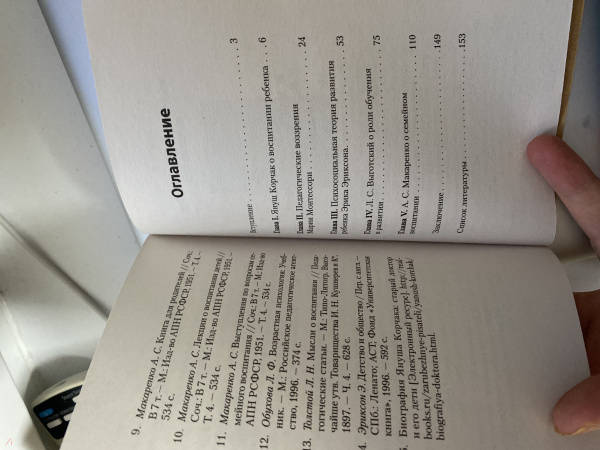 9. Макаренко А. С. Книга для родителей // Соч.:
В 7 т. — М.: Изд-во АПН РСФСР, 1951. — Т. 4. —
534 с.
10. Макаренко А. С. Лекции о воспитании детей //
Соч.: В 7 т. — М.: Изд-во АПН РСФСР, 1951. —
Т. 4. — 534 с.
11. Макаренко А. С. Выступления по вопросам се-
мейного воспитания // Соч.: В 7 т. — М.: Изд-во
АПН РСФСР, 1951. — Т. 4. — 534 с.
12. Обухова Л. Ф. Возрастная психология: Учеб-
ник. — М.: Российское педагогическое агент-
ство, 1996. — 374 с.
13. Толстой Л. Н. Мысли о воспитании // Педа-
гогические статьи. — М.: Типо-Литогр. Высо-
чайше утв. Товарищества И. Н. Кушнерев и К°,
1897. — Ч. 4. — 628 с.
4. Эриксон Э. Детство и общество / Пер. с англ. —
СПб.: Ленато; АСТ; Фонд «Университетская
книга», 1996. — 592 с.
Биография Януша Корчака: старый доктор
и его дети [Электронный ресурс]
books.ru/zarubezhnye-pisateli/yanush-korchak/
biografiya-doktora.html.
Оглавление
Вступление . . . . . . . . . . . . . . . . . . . . . . . . . . 3
Глава I. Януш Корчак о воспитании ребенка . . . 6
Глава II. Педагогические воззрения
Марии Монтессори . . . . . . . . . . . . . . . . . . . . . 24
Глава III. Психосоциальная теория развития
ребенка Эрика Эриксона. . . . . . . . . . . . . . . . . . 53
Глава IV. Л. С. Выготский о роли обучения
в развитии . . . . . . . . . . . . . . . . . . . . . . . . . . 75
Глава V. А. С. Макаренко о семейном
воспитании . . . . . . . . . . . . . . . . . . . . . . . . . 110
Заключение . . . . . . . . . . . . . . . . . . . . . . . . . 149
Список литературы . . . . . . . . . . . . . . . . . . . . 153